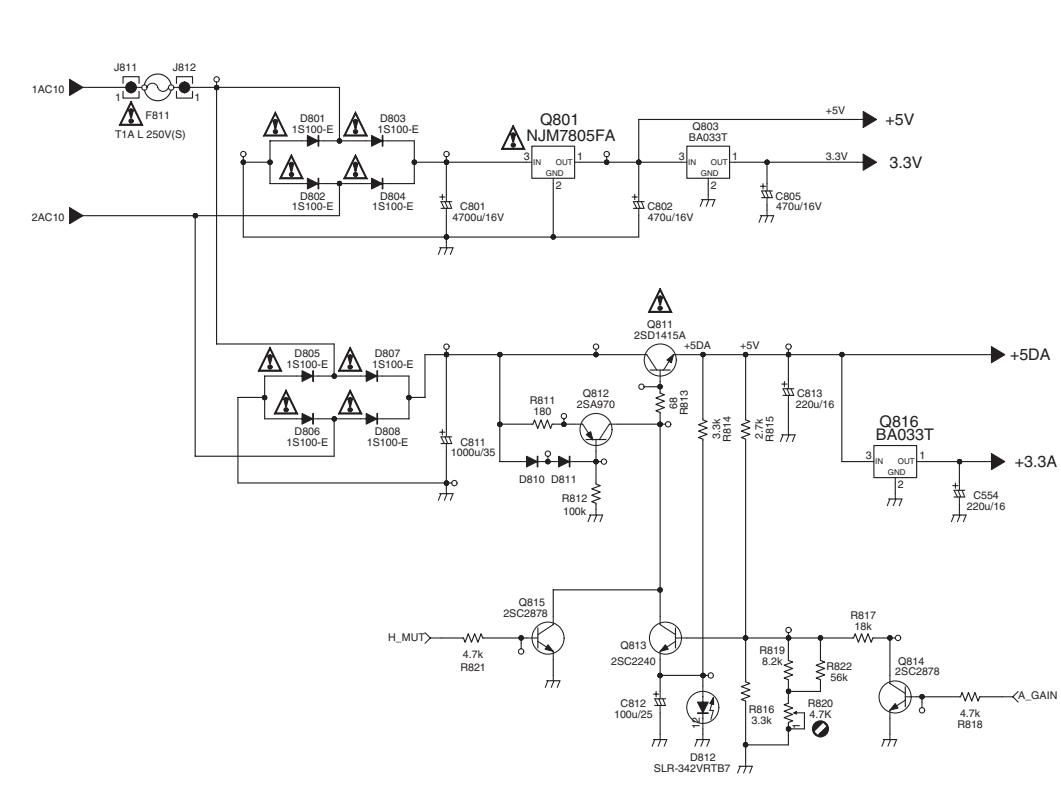 J811
J812
1AC10
1
1
F811
T1A L 250V(S)
2AC10
D801
1S100-E
D803
1S100-E
D802
1S100-E
D804
1S100-E
C801
4700u/16V
Q801
NJM7805FA
3
IN
OUT
1
GND
2
C802
470u/16V
Q803
BA033T
3
IN
OUT
1
GND
2
+5V
+5V
3.3V
3.3V
C805
470u/16V
D805
1S100-E
D807
1S100-E
D806
1S100-E
D808
1S100-E
C811
1000u/35
Q811
2SD1415A
+5DA
+5V
+5DA
R811
180
Q812
2SA970
68
R813
3.3k
R814
2.7k
R815
C813
220u/16
D810
D811
R812
100k
Q816
BA033T
3
IN
OUT
1
GND
2
+3.3A
C554
220u/16
Q815
2SC2878
H_MUT
4.7k
R821
Q813
2SC2240
C812
100u/25
1
2
D812
SLR-342VRTB7
R816
3.3k
R819
8.2k
R822
56k
R820
4.7K
1
R817
18k
Q814
2SC2878
A_GAIN
4.7k
R818